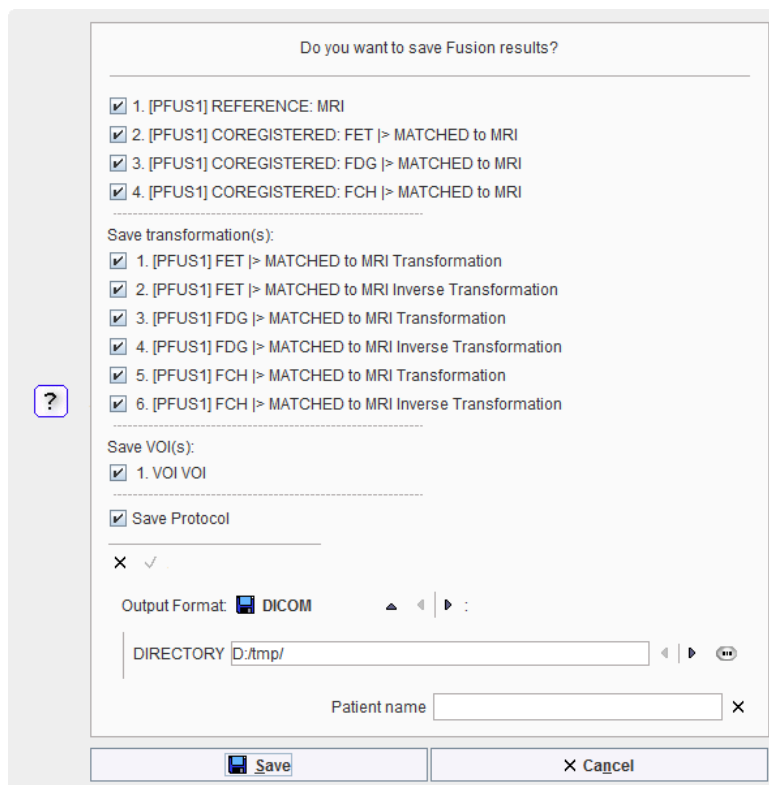 Do you want to save Fusion results?
1. [PFUS1] REFERENCE: MRI
2. [PFUS1] COREGISTERED: FET |> MATCHED to MRI
3. [PFUS1] COREGISTERED: FDG |> MATCHED to MRI
4. [PFUS1] COREGISTERED: FCH |> MATCHED to MRI
Save transformation(s):
1. [PFUS1] FET |> MATCHED to MRI Transformation
2. [PFUS1] FET |> MATCHED to MRI Inverse Transformation
3. [PFUS1] FDG |> MATCHED to MRI Transformation
4. [PFUS1] FDG |> MATCHED to MRI Inverse Transformation
5. [PFUS1] FCH |> MATCHED to MRI Transformation
?
6. [PFUS1] FCH |> MATCHED to MRI Inverse Transformation
Save VOI(s):
1. VOI VOI
Save Protocol
Output Format: DICOM :
DIRECTORY D:/tmp/
Patient name
Save Cancel